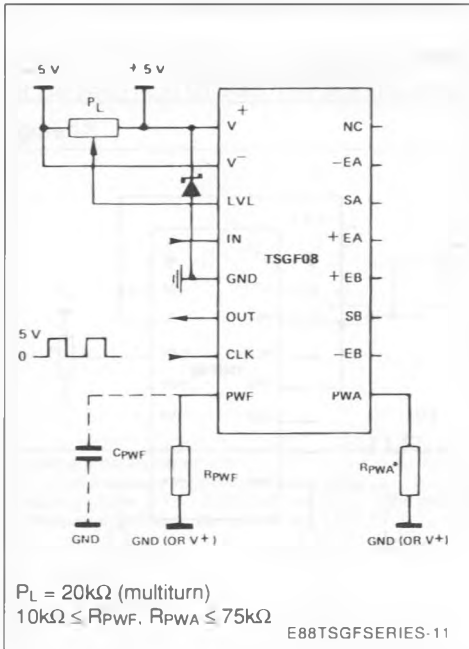 5 V
+ 5 V
PL
V+
V−
LVL
IN
GND
OUT
CLK
PWF
TSGF08
NC
−EA
SA
+EA
+EB
SB
−EB
PWA
5 V
0
CPWF
RPWF
RPWA*
GND
GND (OR V+)
GND (OR V+)
PL = 20kΩ (multiturn)
10kΩ ≤ RPWF, RPWA ≤ 75kΩ
E88TSGFSERIES-11